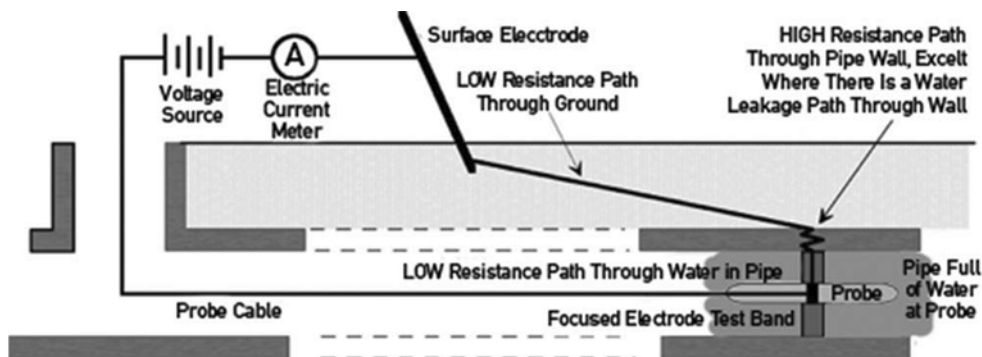 Voltage
Source
A
Electric
Current
Meter
Surface Elecctrode
LOW Resistance Path
Through Ground
HIGH Resistance Path
Through Pipe Wall, Excelt
Where There Is a Water
Leakage Path Through Wall
LOW Resistance Path Through Water in Pipe
Probe Cable
Focused Electrode Test Band
Probe
Pipe Full
of Water
at Probe